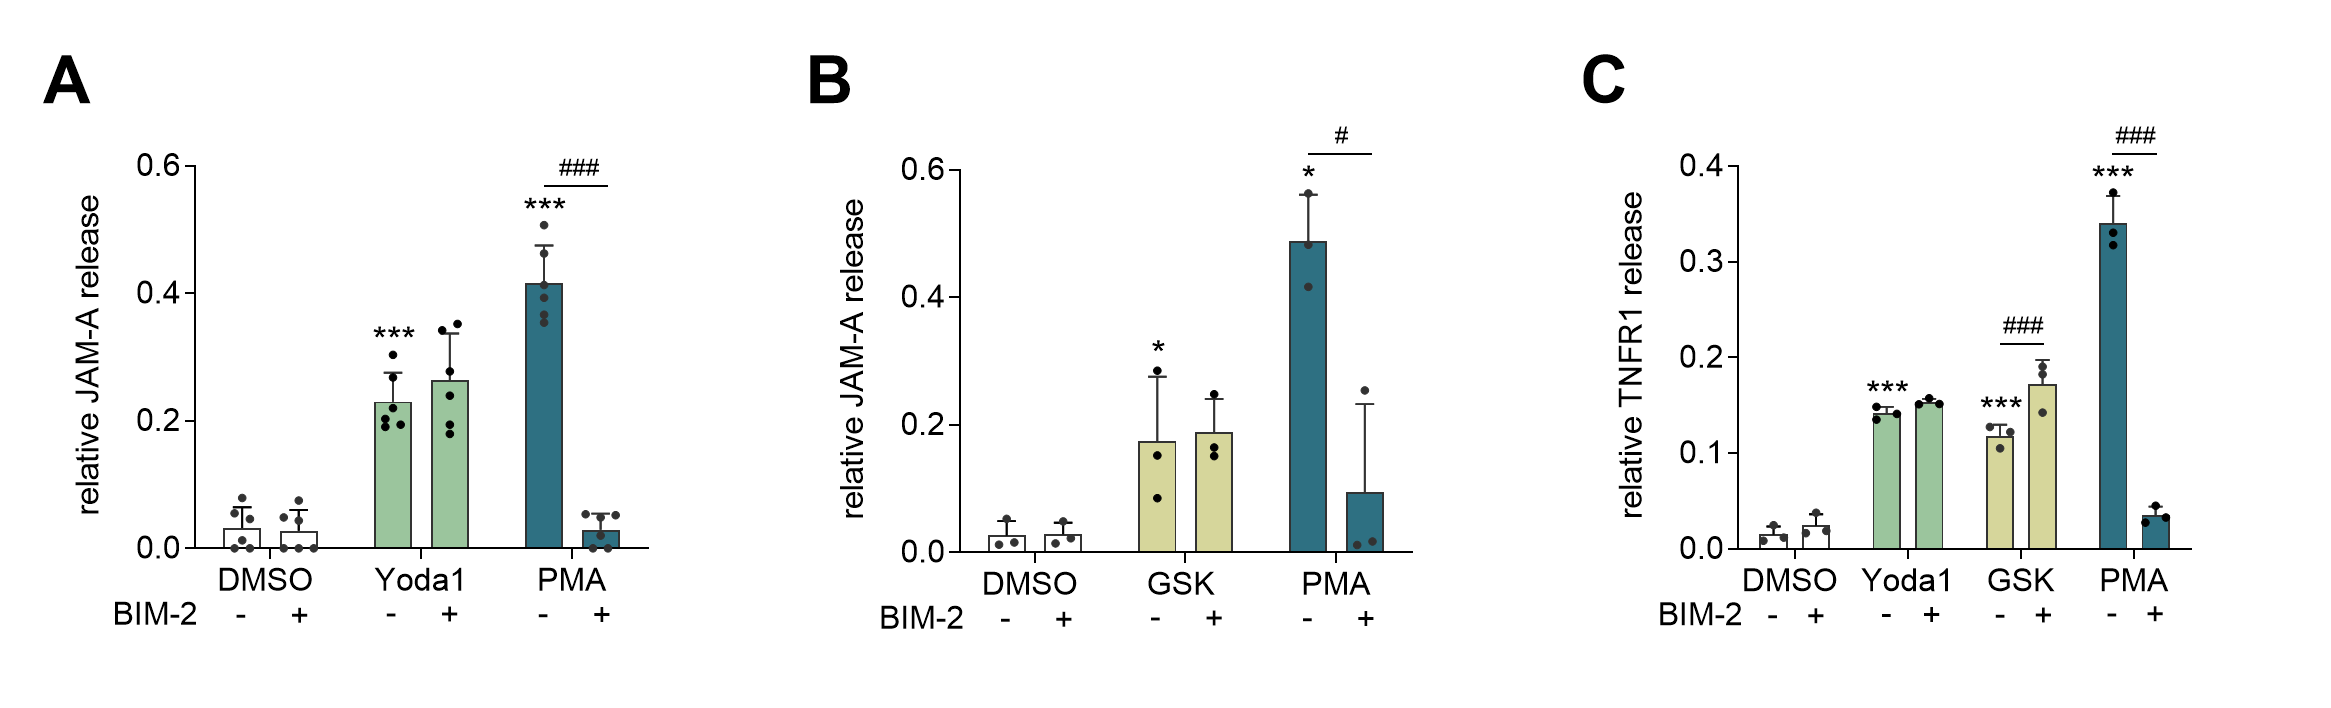 A
relative JAM-A release
0.6
0.4
0.2
0.0
***
***
###
DMSO Yoda1 PMA
BIM-2 - + - + - +
B
relative JAM-A release
0.6
0.4
0.2
0.0
*
*
#
DMSO GSK PMA
BIM-2 - + - + - +
C
relative TNFR1 release
0.4
0.3
0.2
0.1
0.0
***
***
###
***
###
DMSO Yoda1 GSK PMA
BIM-2 - + - + - + - +